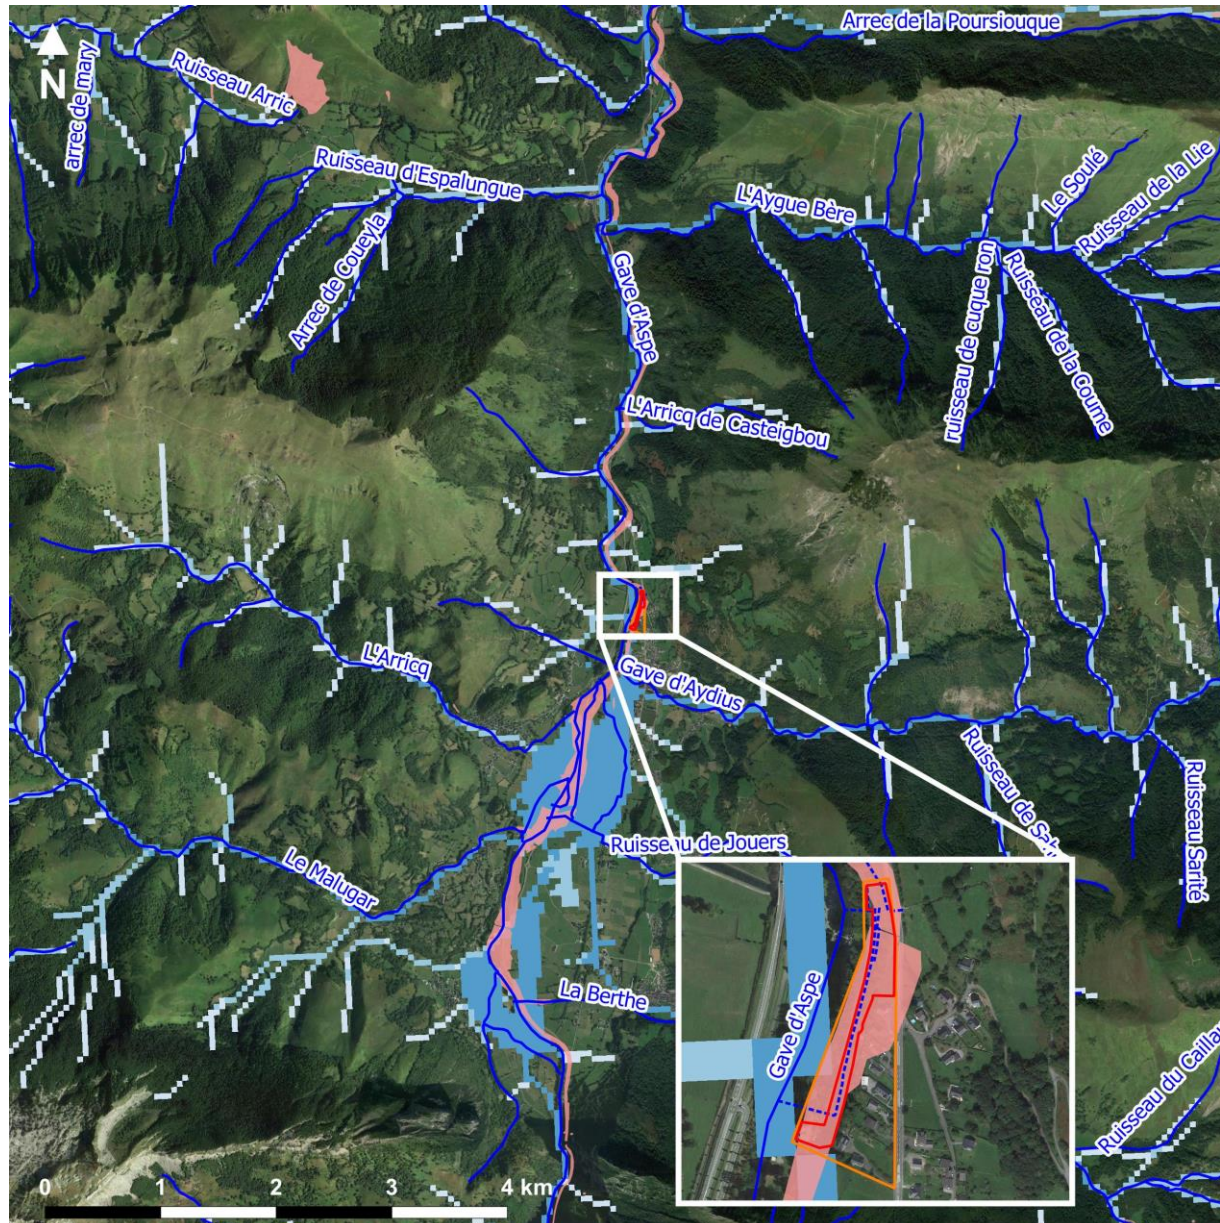 Arrec de la Poursiouque
N
arrec de mary
Ruisseau Arric
Ruisseau d'Espalungue
Arrec de Coueyla
Gave d'Aspe
L'Aygue Bère
Le Soulé
Ruisseau de la Lie
ruisseau de cuque ron
Ruisseau de la Coume
L'Arricq de Casteigbou
L'Arricq
Gave d'Aydius
Ruisseau de
Ruisseau Sarité
Ruisseau de Jouers
Le Malugar
La Berthe
Gave d'Aspe
Ruisseau du Cailla
0 1 2 3 4 km